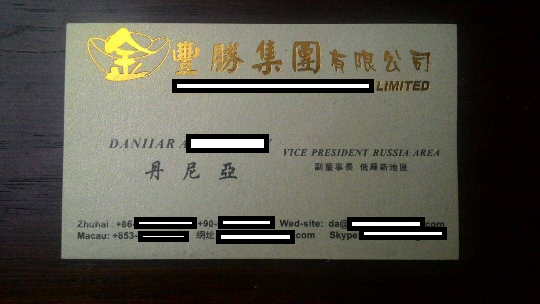 金豐勝集團有限公司
LIMITED
DANIIAR A
VICE PRESIDENT RUSSIA AREA
丹尼亞
副董事長 俄羅新地區
Zhuhai : +86- +90- Wed-site: da@ com
Macau: +853- 網址 com Skype: